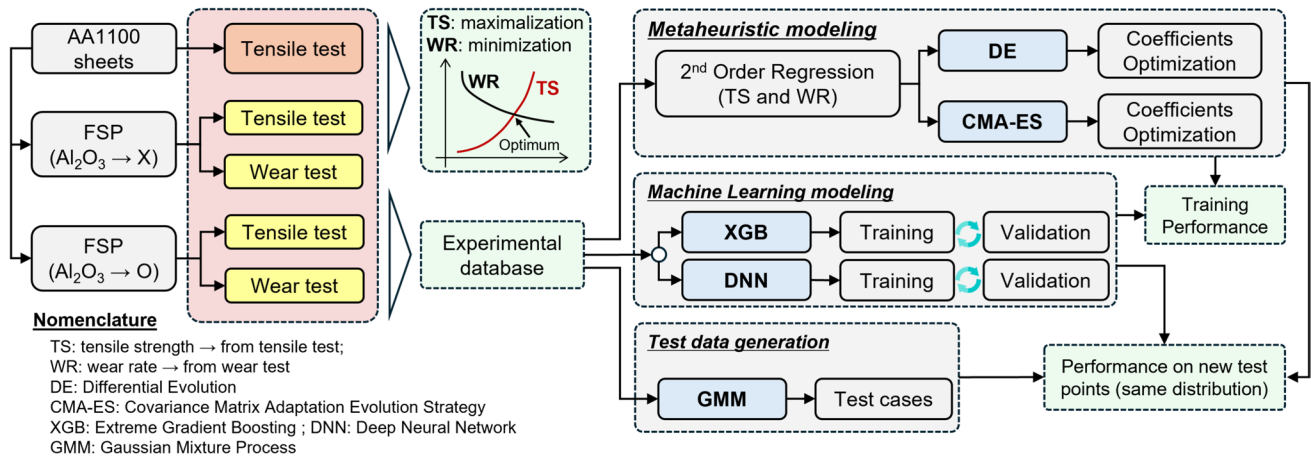 AA1100
sheets
FSP
(Al₂O₃ → X)
FSP
(Al₂O₃ → O)
Tensile test
Tensile test
Wear test
Tensile test
Wear test
TS: maximalization
WR: minimization
WR
TS
Optimum
Experimental
database
Metaheuristic modeling
2nd Order Regression
(TS and WR)
DE
Coefficients
Optimization
CMA-ES
Coefficients
Optimization
Machine Learning modeling
XGB
Training
Validation
DNN
Training
Validation
Training
Performance
Test data generation
GMM
Test cases
Performance on new test
points (same distribution)
Nomenclature
TS: tensile strength → from tensile test;
WR: wear rate → from wear test
DE: Differential Evolution
CMA-ES: Covariance Matrix Adaptation Evolution Strategy
XGB: Extreme Gradient Boosting ; DNN: Deep Neural Network
GMM: Gaussian Mixture Process